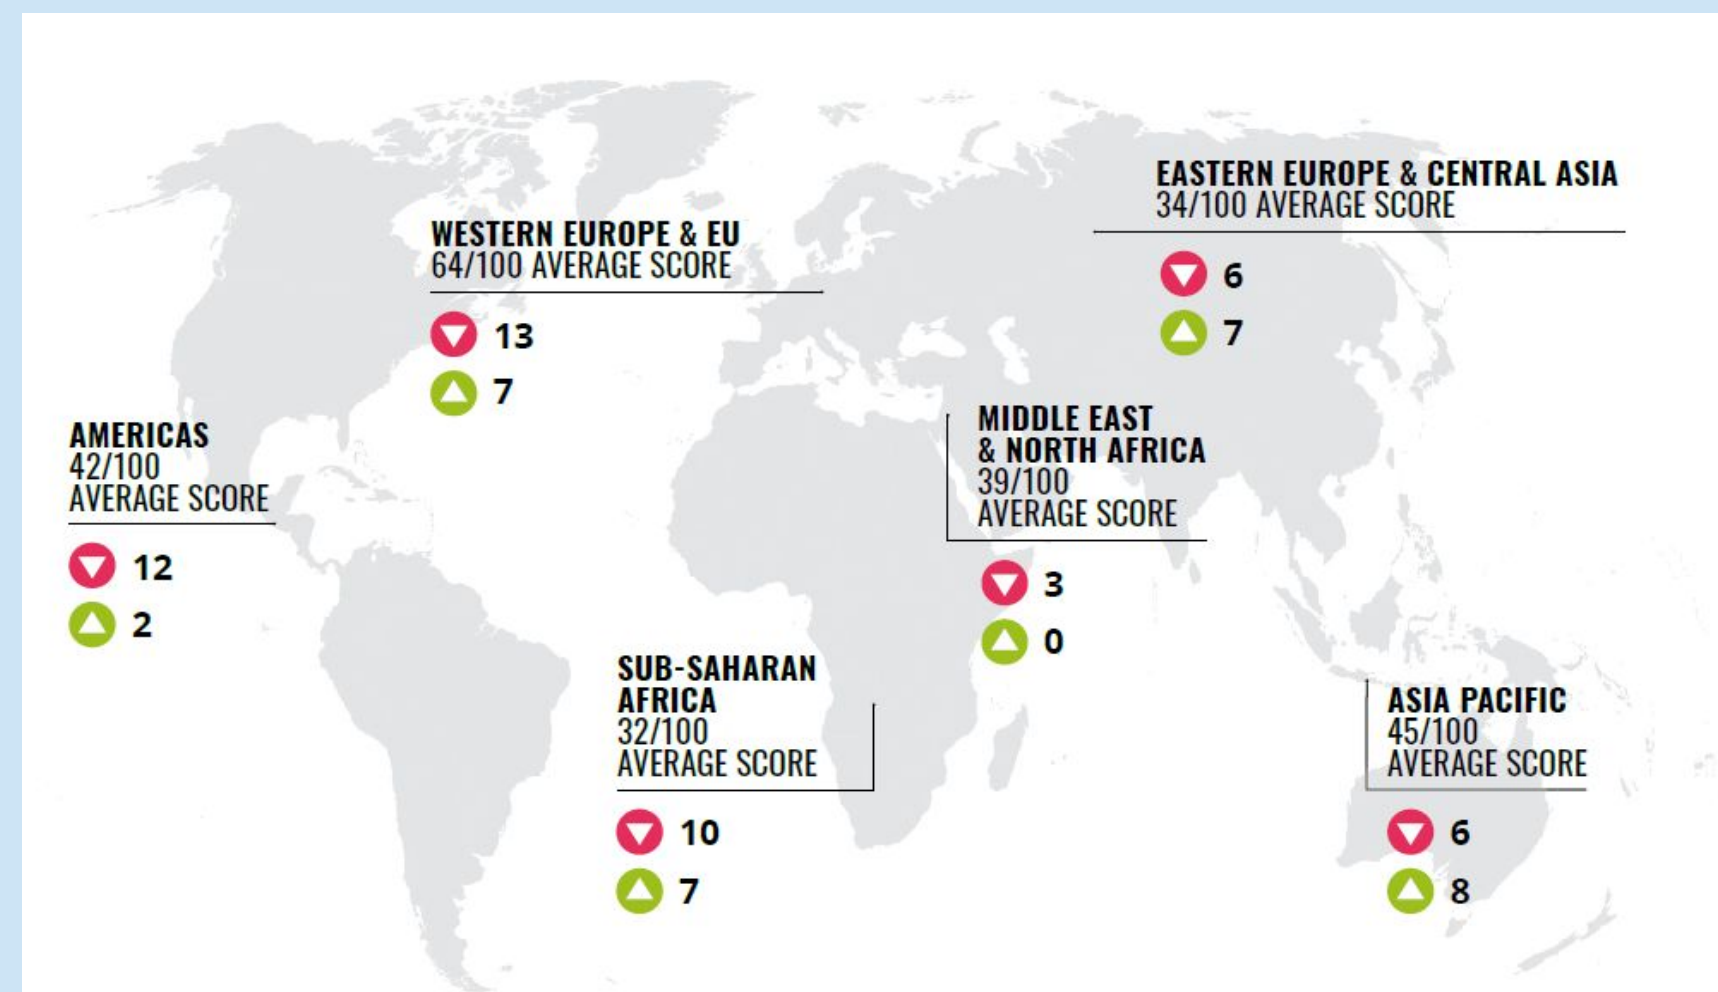 EASTERN EUROPE & CENTRAL ASIA
34/100 AVERAGE SCORE
6
7
WESTERN EUROPE & EU
64/100 AVERAGE SCORE
13
7
AMERICAS
42/100
AVERAGE SCORE
12
2
MIDDLE EAST
& NORTH AFRICA
39/100
AVERAGE SCORE
3
0
SUB-SAHARAN
AFRICA
32/100
AVERAGE SCORE
10
7
ASIA PACIFIC
45/100
AVERAGE SCORE
6
8